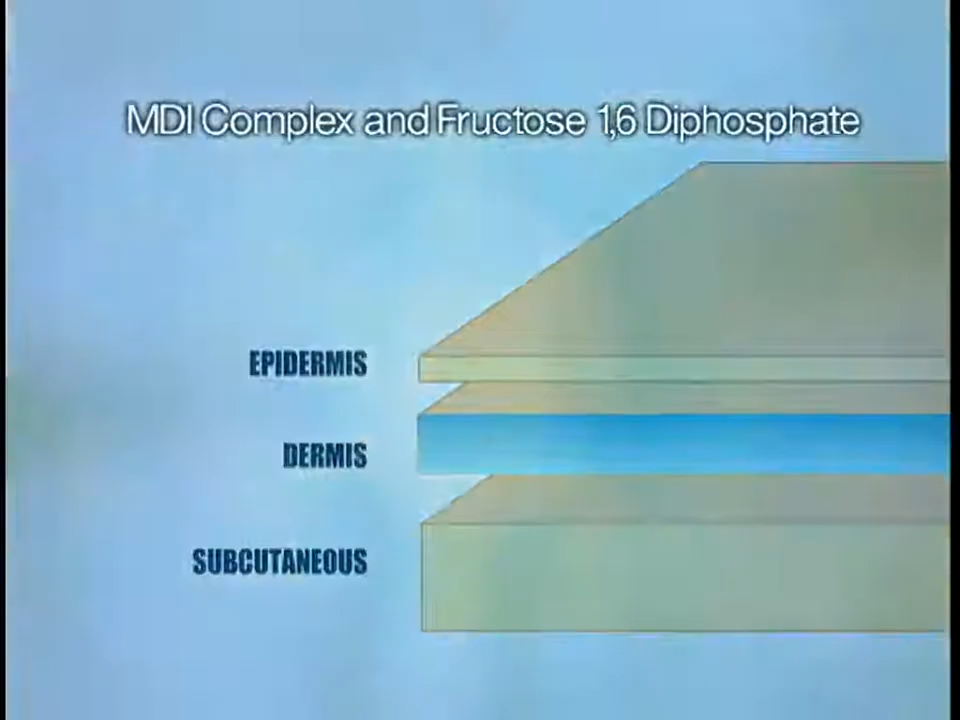 MDI Complex and Fructose 1,6 Diphosphate
EPIDERMIS
DERMIS
SUBCUTANEOUS